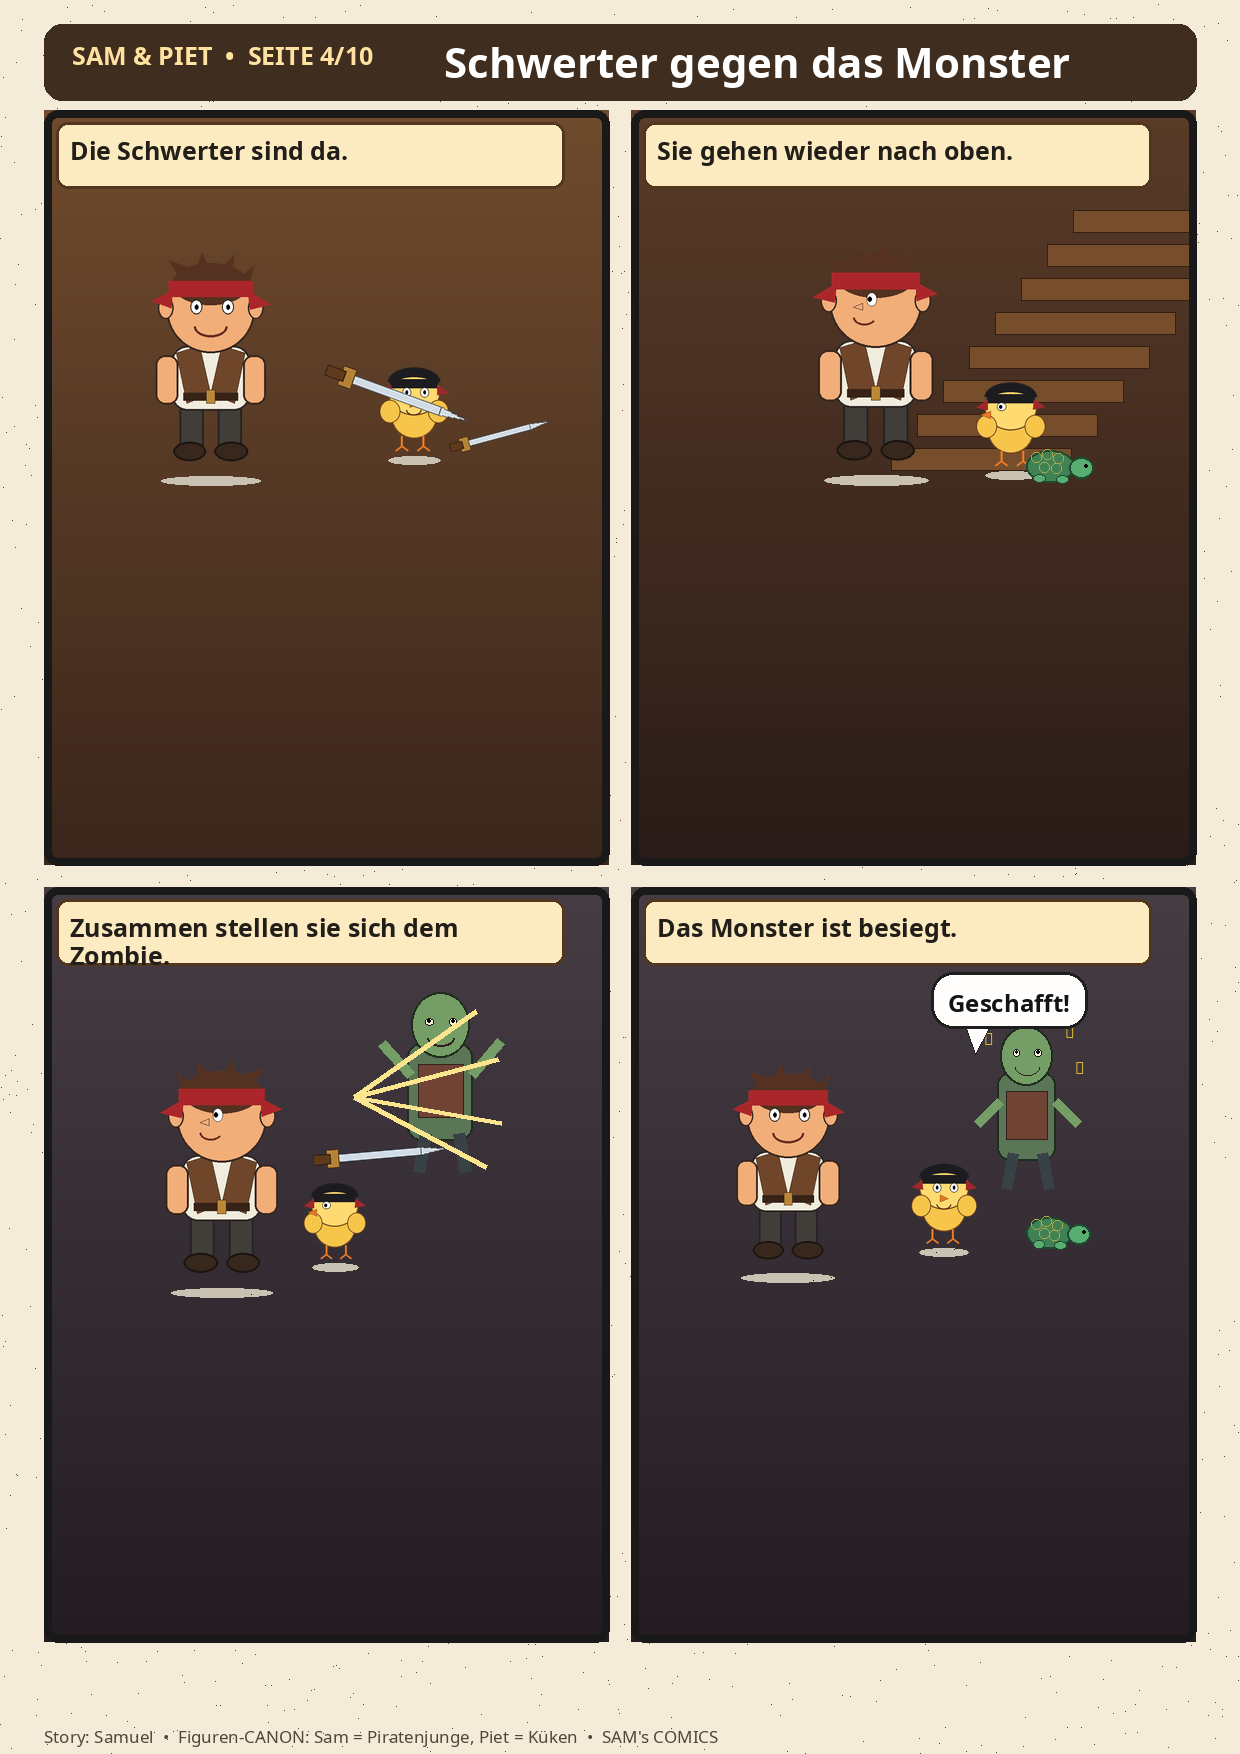 SAM & PIET • SEITE 4/10
Schwerter gegen das Monster
Die Schwerter sind da.
Sie gehen wieder nach oben.
Zusammen stellen sie sich dem
Zombie.
Das Monster ist besiegt.
Geschafft!
Story: Samuel • Figuren-CANON: Sam = Piratenjunge, Piet = Küken • SAM's COMICS